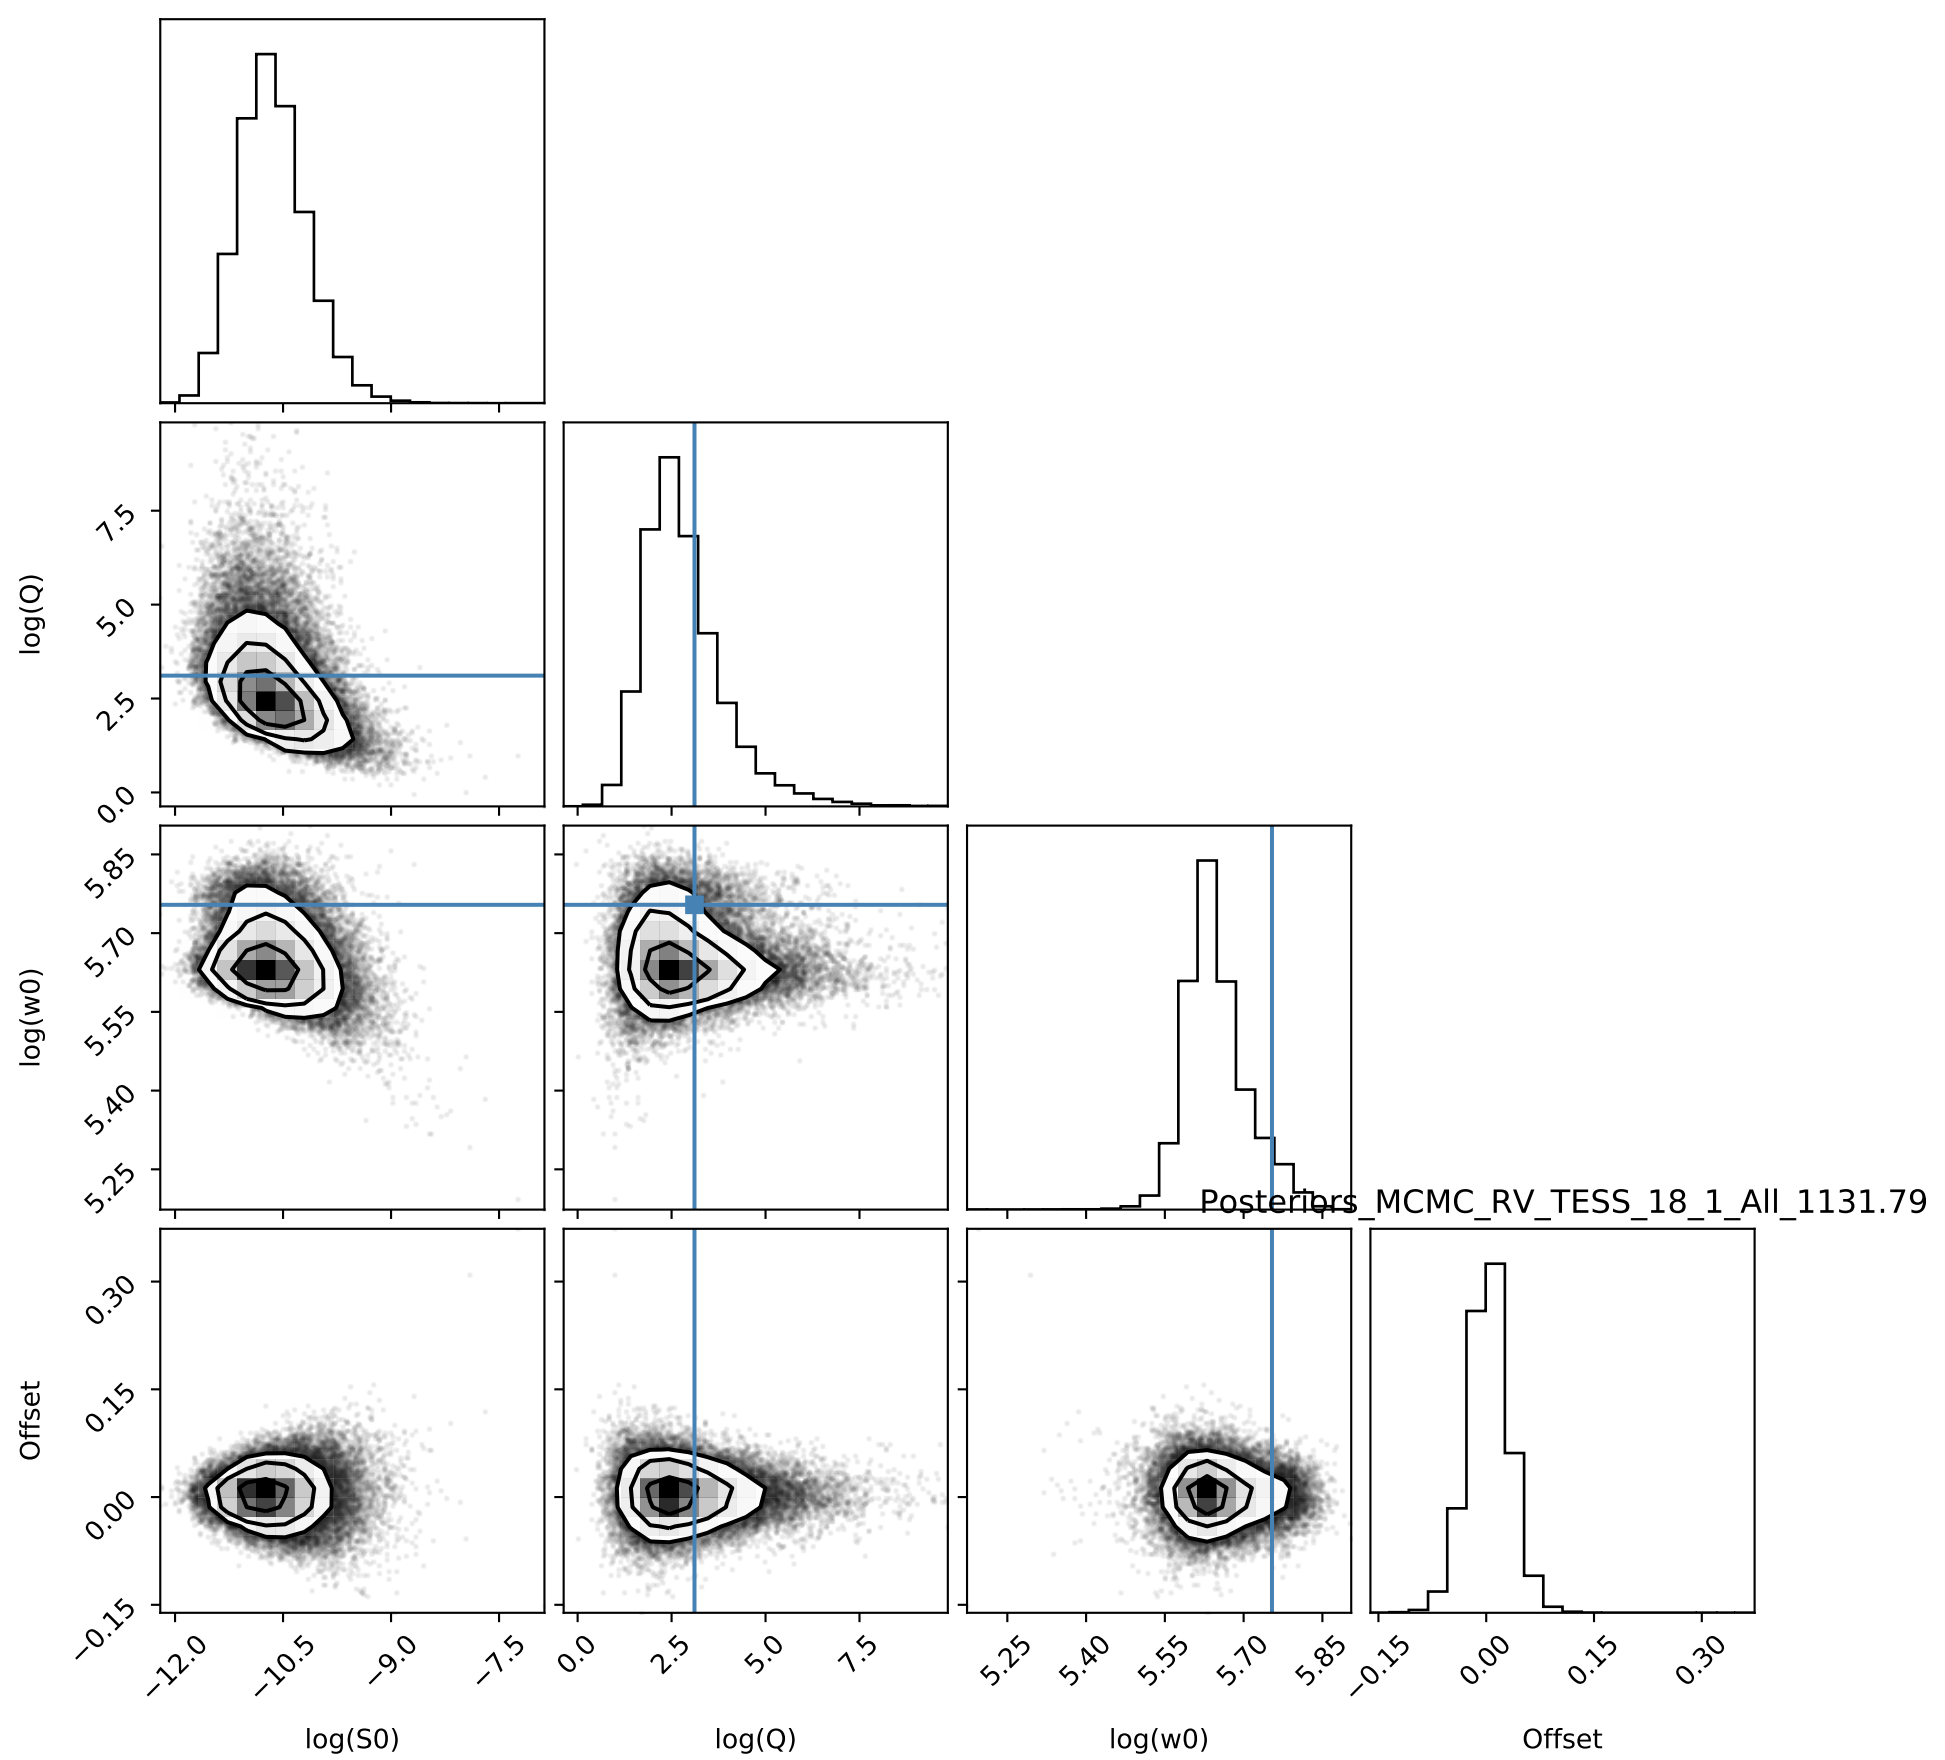 log(Q)
7.5
5.0
2.5
0.0
log(w0)
5.85
5.70
5.55
5.40
5.25
Posteriors_MCMC_RV_TESS_18_1_All_1131.79
Offset
0.30
0.15
0.00
−0.15
−12.0 −10.5 −9.0 −7.5
0.0 2.5 5.0 7.5
5.25 5.40 5.55 5.70 5.85
−0.15 0.00 0.15 0.30
log(S0) log(Q) log(w0) Offset